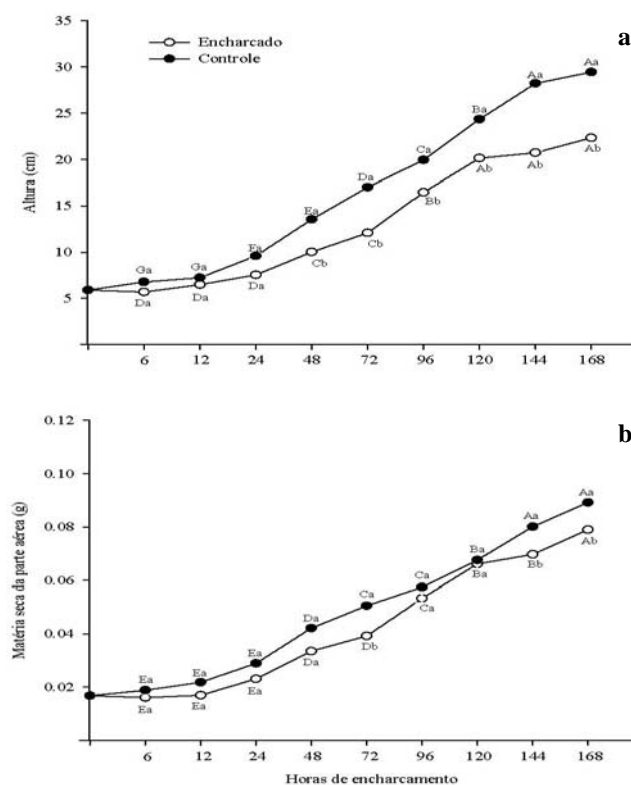 a
Encharcado
Controle
35
30
25
20
15
10
5
Altura (cm)
Ga Ga Fa Ea Da Ca Ba Aa Aa
Da Da Da Cb Cb Bb Ab Ab Ab
6 12 24 48 72 96 120 144 168
b
0.12
0.10
0.08
0.06
0.04
0.02
Matéria seca da parte aérea (g)
Ea Ea Ea Da Ca Ca Ba Aa Aa
Ea Ea Ea Da Db Ca Ba Bb Ab
6 12 24 48 72 96 120 144 168
Horas de encharcamento